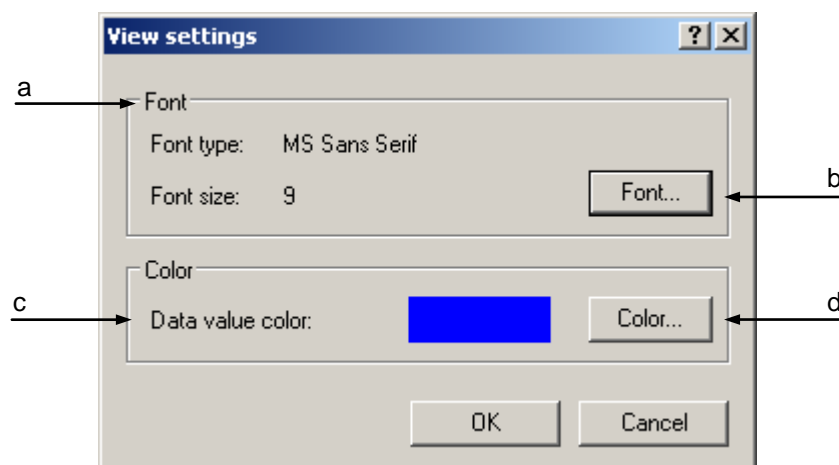 View settings
a
Font
Font type: MS Sans Serif
Font size: 9
Font...
b
Color
c
Data value color:
Color...
d
OK
Cancel